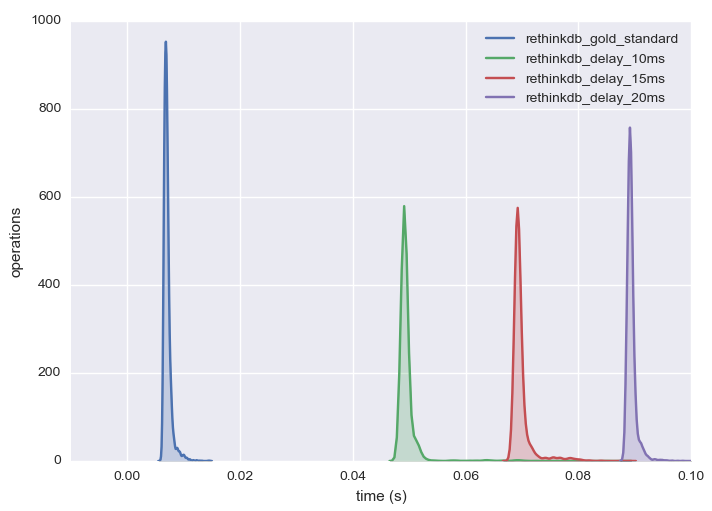 1000
800
600
400
200
0
operations
0.00 0.02 0.04 0.06 0.08 0.10
time (s)
rethinkdb_gold_standard
rethinkdb_delay_10ms
rethinkdb_delay_15ms
rethinkdb_delay_20ms